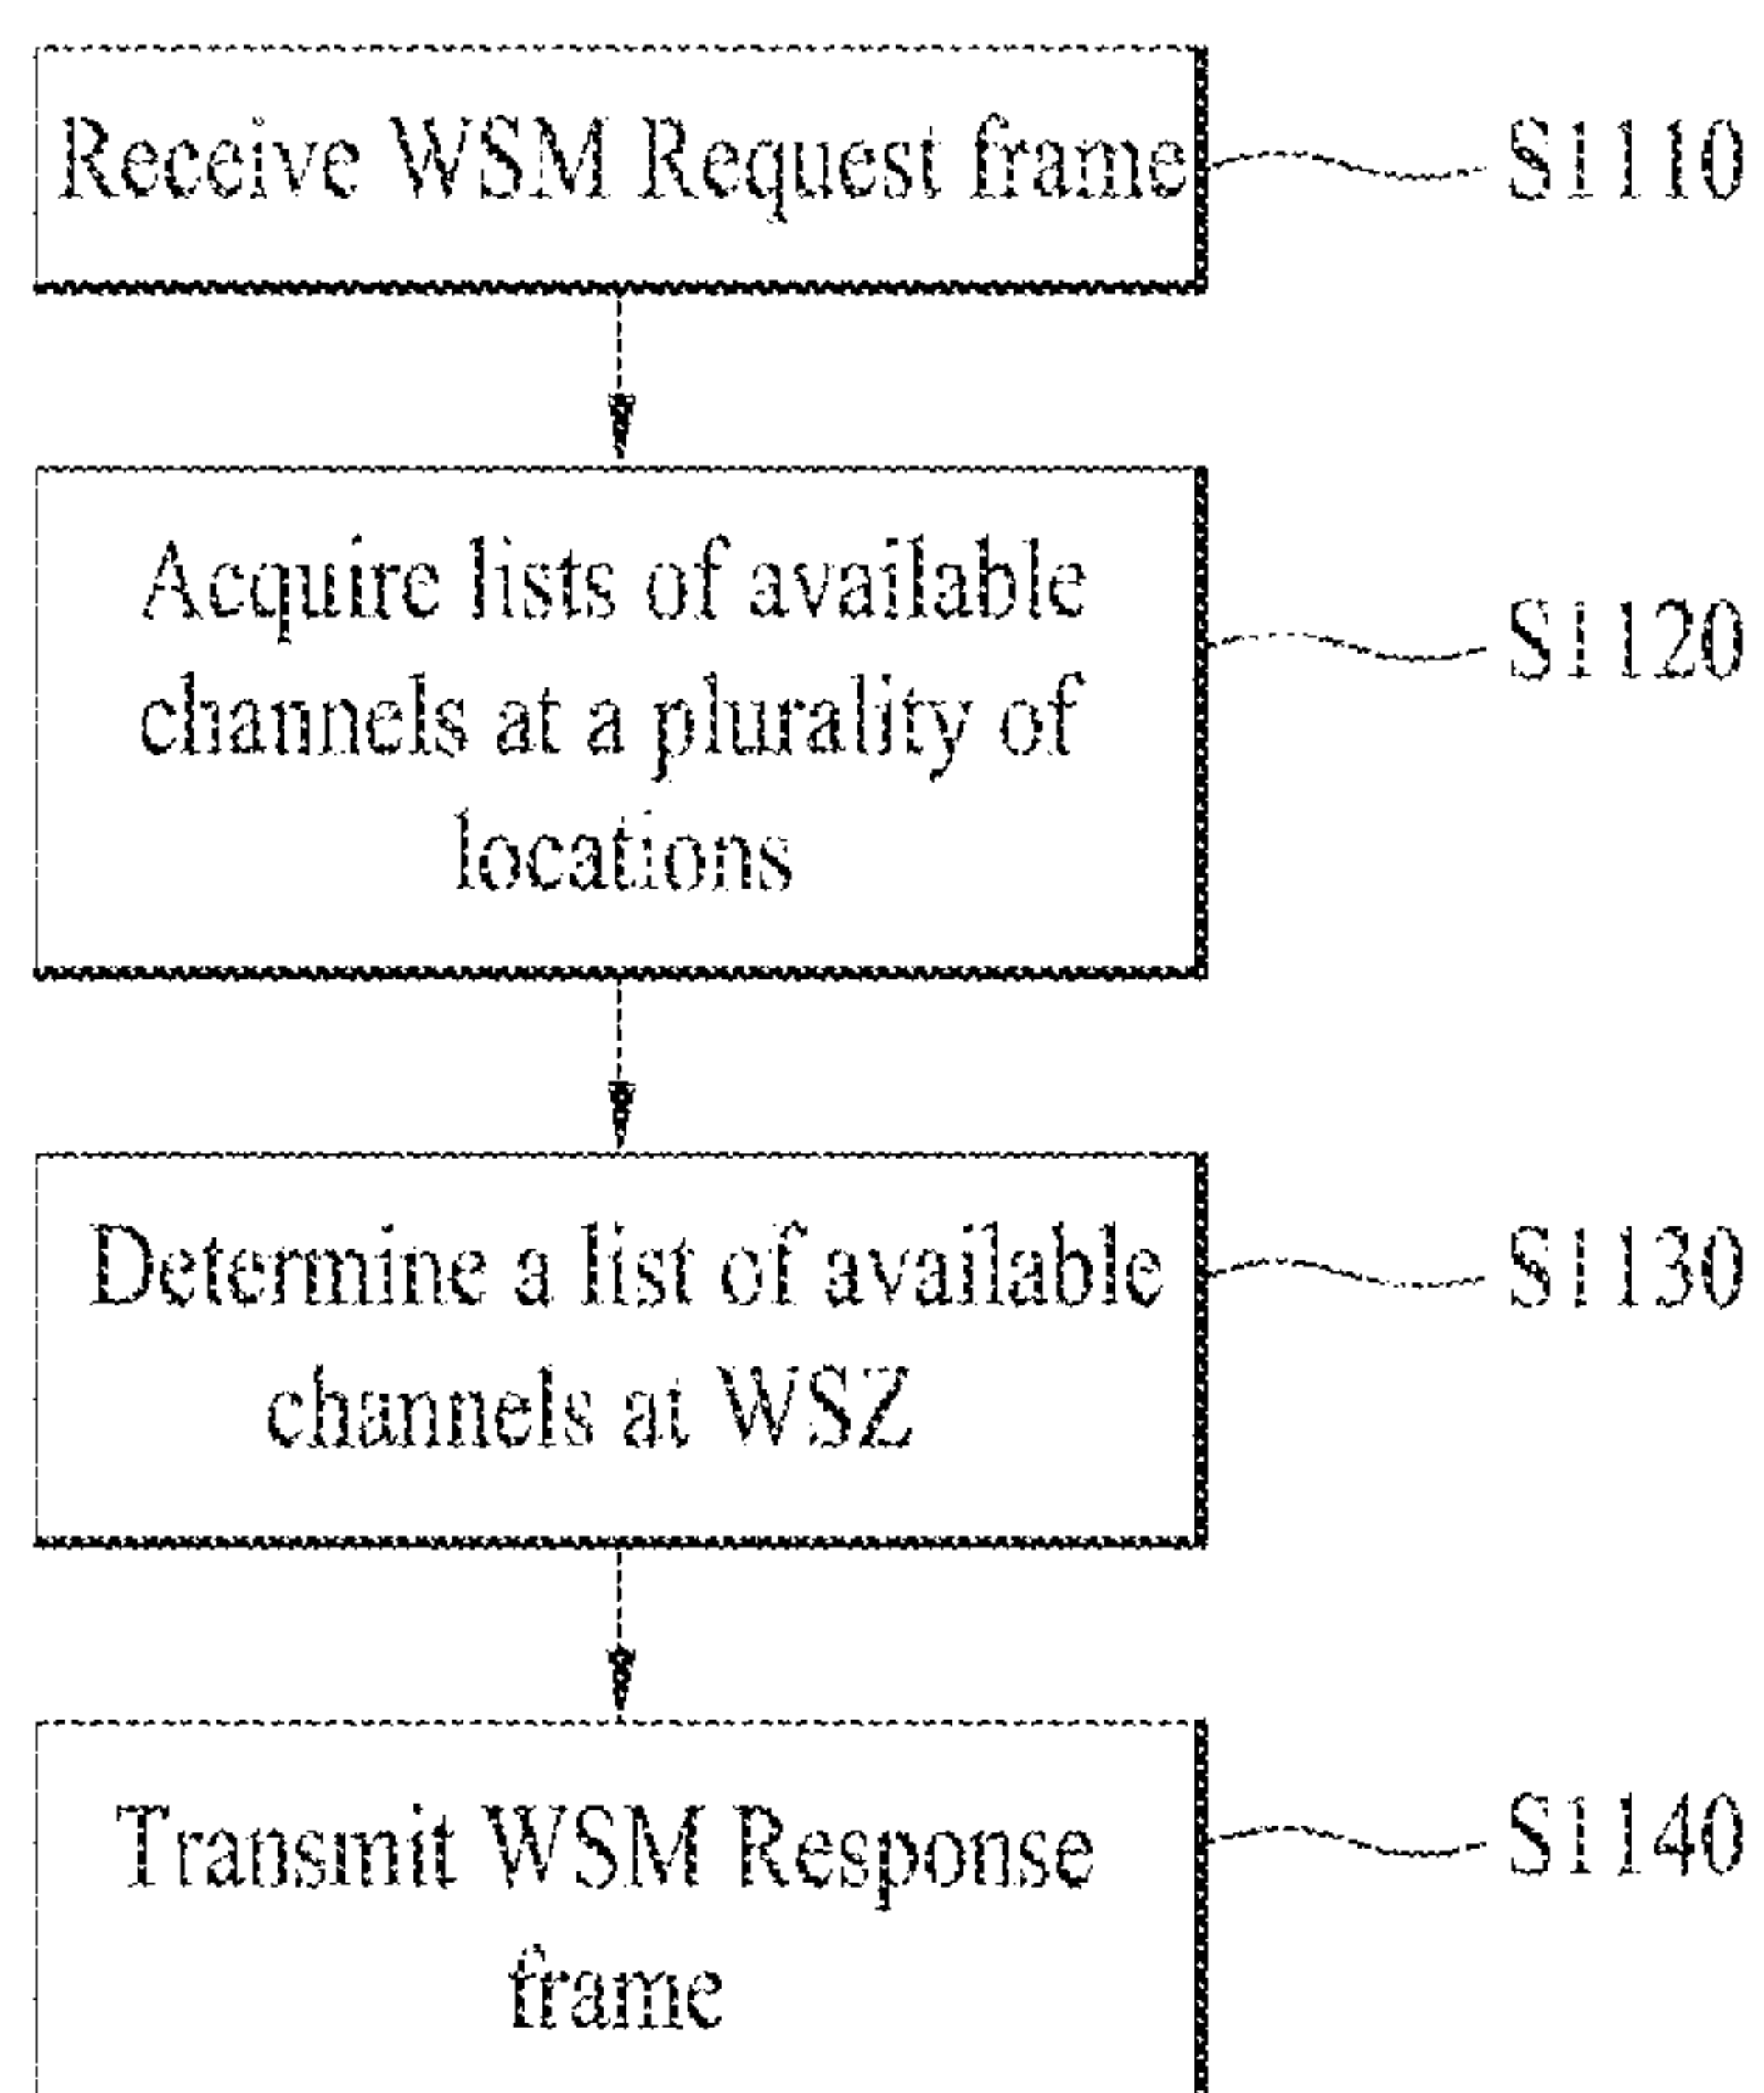 Receive WSM Request frame
S1110
Acquire lists of available
channels at a plurality of
locations
S1120
Determine a list of available
channels at WSZ
S1130
Transmit WSM Response
frame
S1140